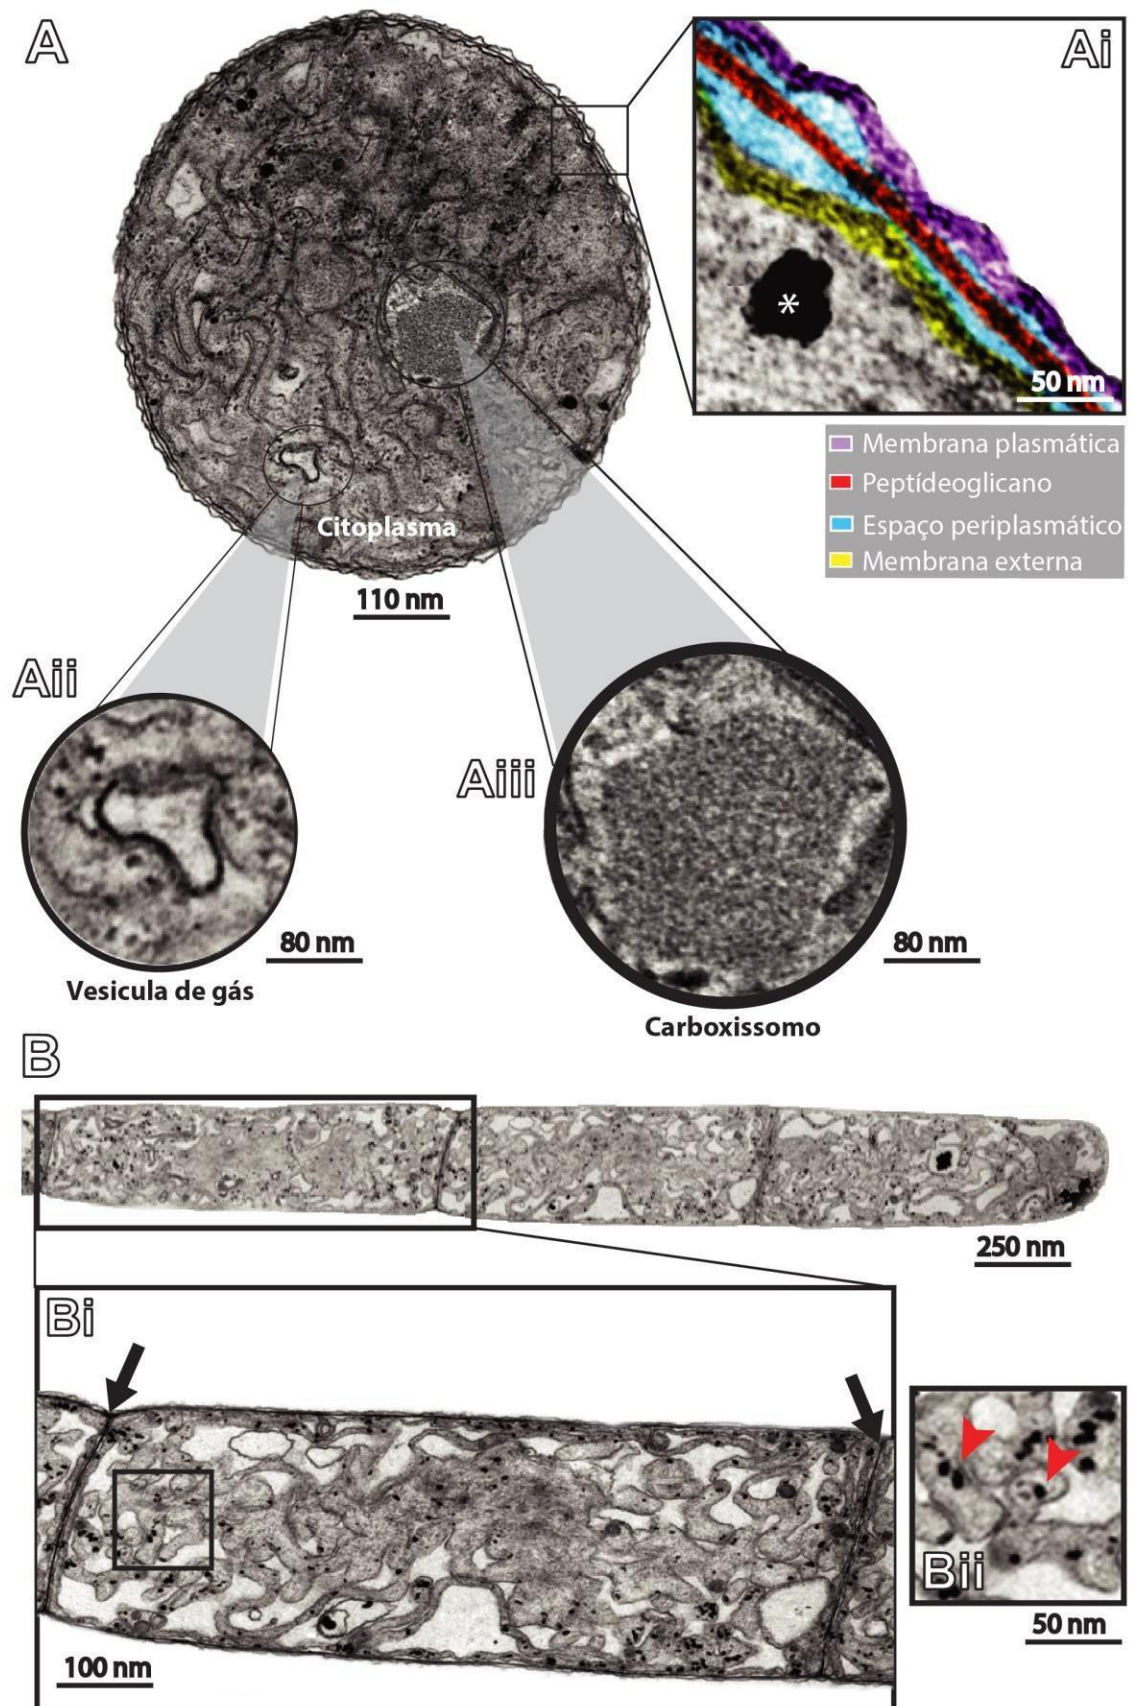 A
Ai
*
50 nm
Membrana plasmática
Peptídeoglicano
Espaço periplasmático
Membrana externa
Citoplasma
110 nm
Aii
80 nm
Vesicula de gás
Aiii
80 nm
Carboxissomo
B
250 nm
Bi
100 nm
Bii
50 nm